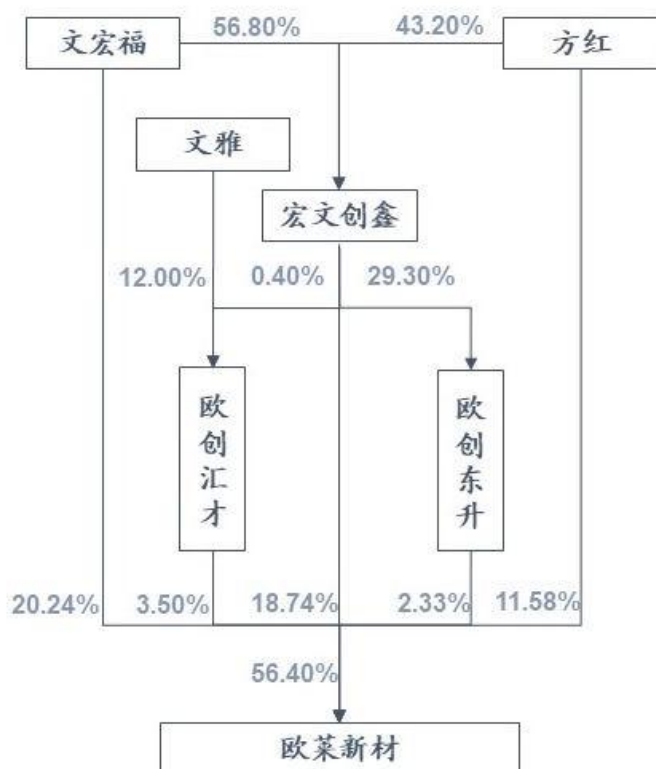 文宏福
56.80%
43.20%
方红
文雅
宏文创鑫
12.00%
0.40%
29.30%
欧创汇才
欧创东升
20.24%
3.50%
18.74%
2.33%
11.58%
56.40%
欧莱新材